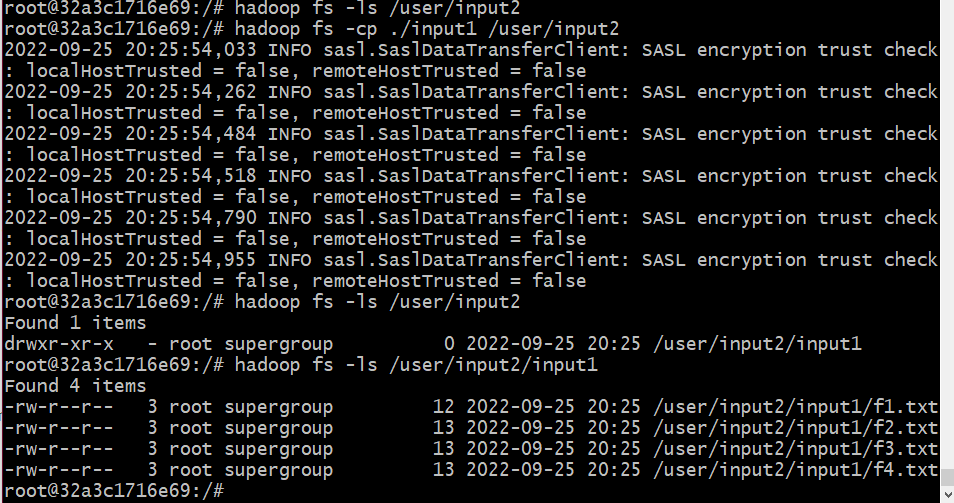 root@32a3c1716e69:/# hadoop fs -ls /user/input2
root@32a3c1716e69:/# hadoop fs -cp ./input1 /user/input2
2022-09-25 20:25:54,033 INFO sasl.SaslDataTransferClient: SASL encryption trust check
: localHostTrusted = false, remoteHostTrusted = false
2022-09-25 20:25:54,262 INFO sasl.SaslDataTransferClient: SASL encryption trust check
: localHostTrusted = false, remoteHostTrusted = false
2022-09-25 20:25:54,484 INFO sasl.SaslDataTransferClient: SASL encryption trust check
: localHostTrusted = false, remoteHostTrusted = false
2022-09-25 20:25:54,518 INFO sasl.SaslDataTransferClient: SASL encryption trust check
: localHostTrusted = false, remoteHostTrusted = false
2022-09-25 20:25:54,790 INFO sasl.SaslDataTransferClient: SASL encryption trust check
: localHostTrusted = false, remoteHostTrusted = false
2022-09-25 20:25:54,955 INFO sasl.SaslDataTransferClient: SASL encryption trust check
: localHostTrusted = false, remoteHostTrusted = false
root@32a3c1716e69:/# hadoop fs -ls /user/input2
Found 1 items
drwxr-xr-x   - root supergroup          0 2022-09-25 20:25 /user/input2/input1
root@32a3c1716e69:/# hadoop fs -ls /user/input2/input1
Found 4 items
-rw-r--r--   3 root supergroup         12 2022-09-25 20:25 /user/input2/input1/f1.txt
-rw-r--r--   3 root supergroup         13 2022-09-25 20:25 /user/input2/input1/f2.txt
-rw-r--r--   3 root supergroup         13 2022-09-25 20:25 /user/input2/input1/f3.txt
-rw-r--r--   3 root supergroup         13 2022-09-25 20:25 /user/input2/input1/f4.txt
root@32a3c1716e69:/#